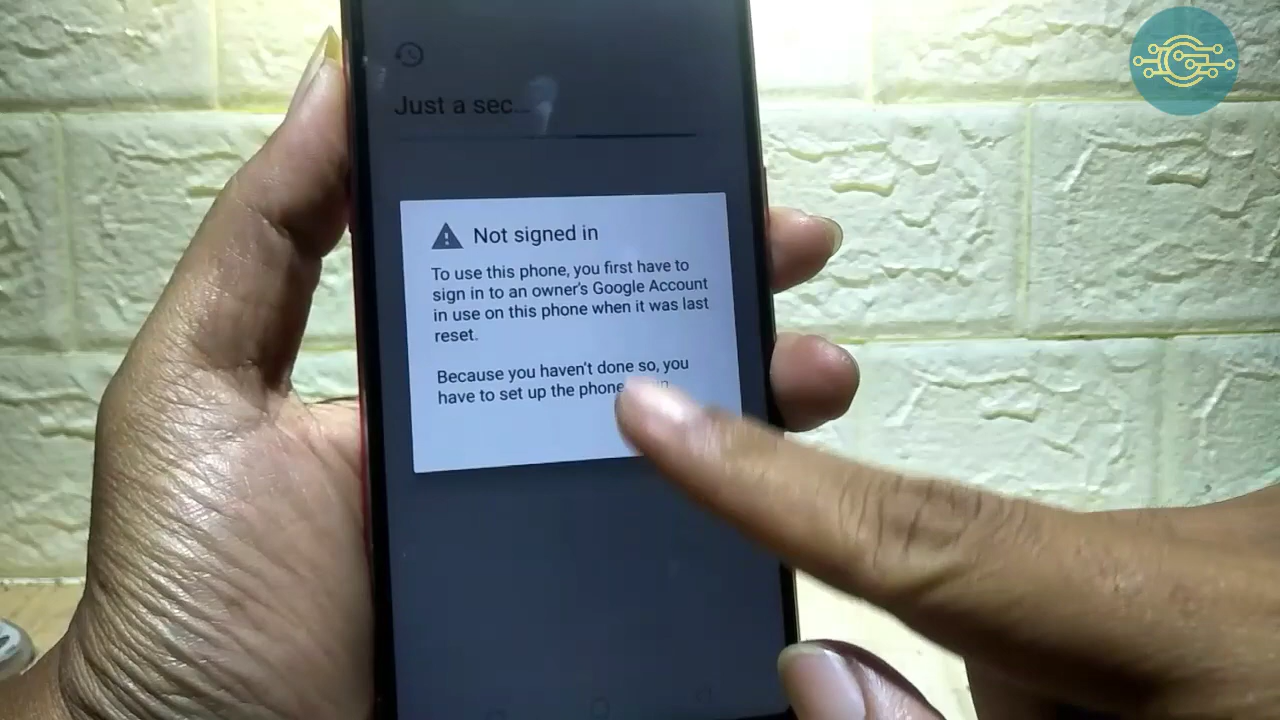 Just a sec...
Not signed in
To use this phone, you first have to
sign in to an owner's Google Account
in use on this phone when it was last
reset.
Because you haven't done so, you
have to set up the phone